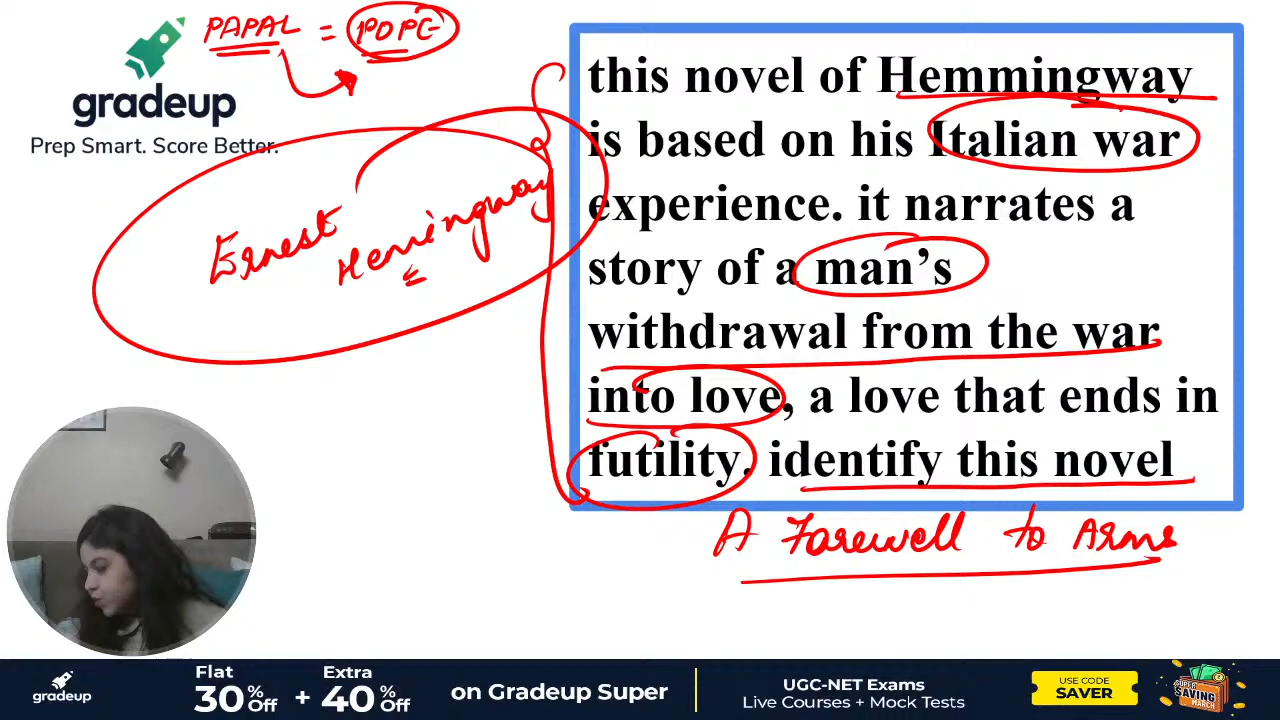 PAPAL = POPE
gradeup
Prep Smart. Score Better.
Ernest
Hemingway
this novel of Hemmingway
is based on his Italian war
experience. it narrates a
story of a man’s
withdrawal from the war
into love, a love that ends in
futility. identify this novel
A Farewell to Arms
gradeup
Flat
30%Off
+
Extra
40%Off
on Gradeup Super
UGC-NET Exams
Live Courses + Mock Tests
USE CODE
SAVER
SUPER
SAVING
MARCH